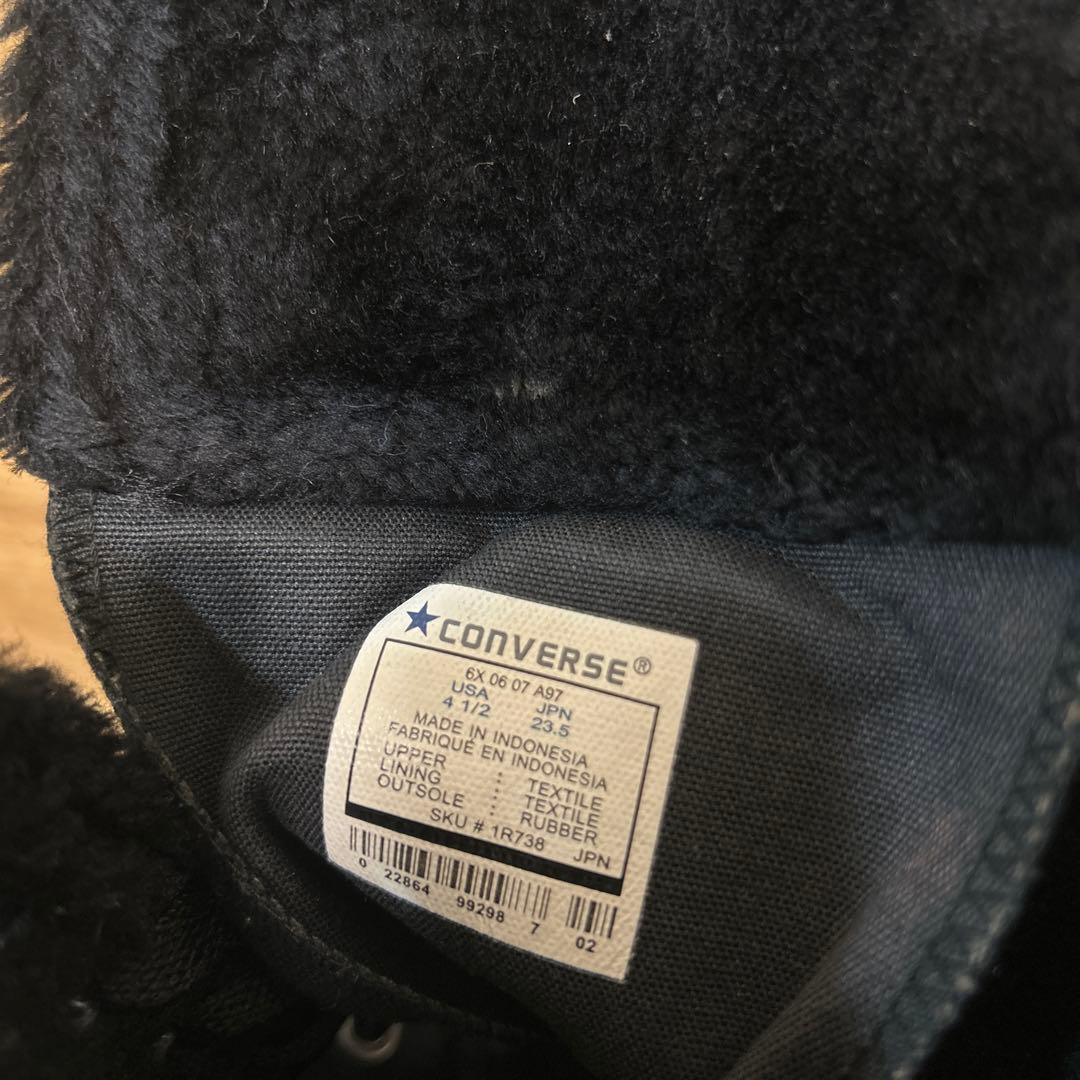 CONVERSE®
6X 06 07 A97
USA JPN
4 1/2 23.5
MADE IN INDONESIA
FABRIQUÉ EN INDONESIA
UPPER : TEXTILE
LINING : TEXTILE
OUTSOLE : RUBBER
SKU # 1R738 JPN
0 22864 99298 7 02